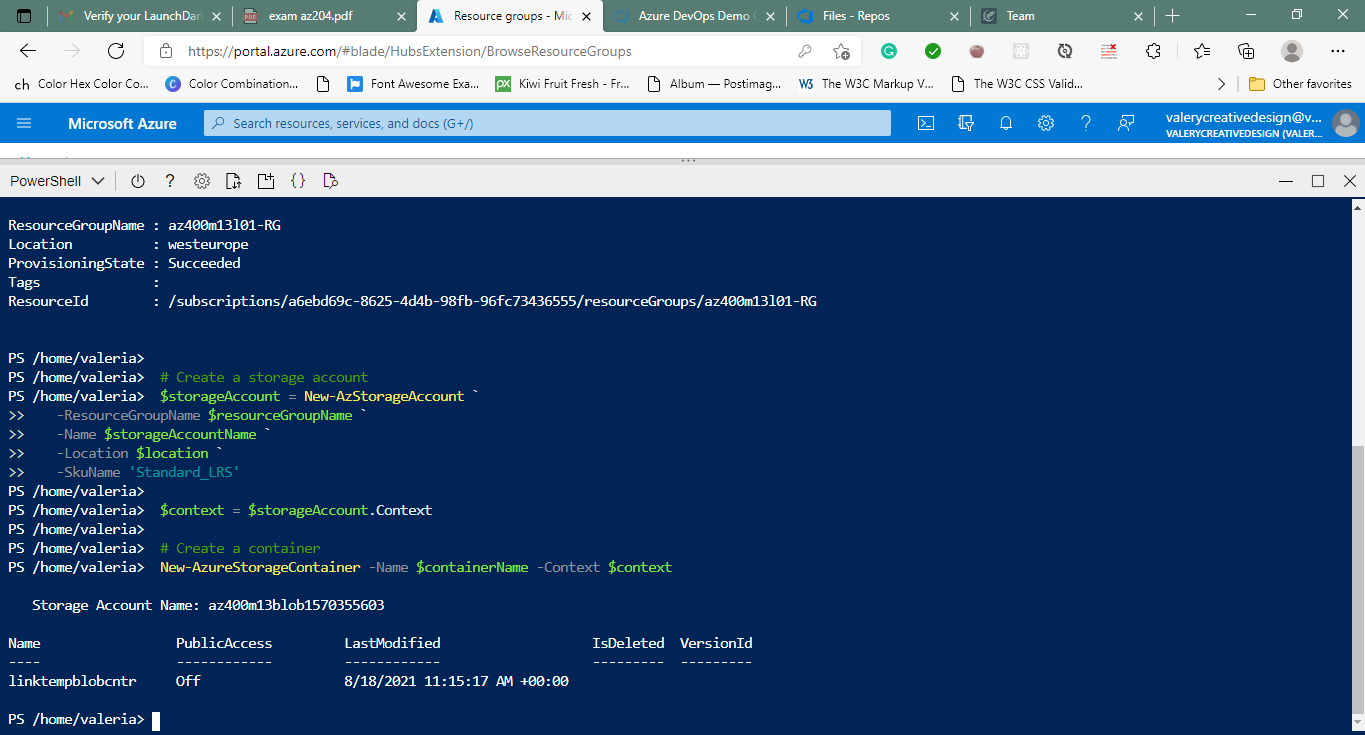 Verify your LaunchDar
exam az204.pdf
Resource groups - Mic
Azure DevOps Demo
Files - Repos
Team
https://portal.azure.com/#blade/HubsExtension/BrowseResourceGroups
ch Color Hex Color Co...
Color Combination...
Font Awesome Exa...
Kiwi Fruit Fresh - Fr...
Album — Postimag...
The W3C Markup V...
The W3C CSS Valid...
Other favorites
Microsoft Azure
Search resources, services, and docs (G+/)
valerycreativedesign@v...
VALERYCREATIVEDESIGN (VALER...
PowerShell
ResourceGroupName : az400m13l01-RG
Location          : westeurope
ProvisioningState : Succeeded
Tags              :
ResourceId        : /subscriptions/a6ebd69c-8625-4d4b-98fb-96fc73436555/resourceGroups/az400m13l01-RG
PS /home/valeria>
PS /home/valeria>  # Create a storage account
PS /home/valeria>  $storageAccount = New-AzStorageAccount `
>>    -ResourceGroupName $resourceGroupName `
>>    -Name $storageAccountName `
>>    -Location $location `
>>    -SkuName 'Standard_LRS'
PS /home/valeria>
PS /home/valeria>  $context = $storageAccount.Context
PS /home/valeria>
PS /home/valeria>  # Create a container
PS /home/valeria>  New-AzureStorageContainer -Name $containerName -Context $context
Storage Account Name: az400m13blob1570355603
Name                 PublicAccess         LastModified                   IsDeleted  VersionId
----                 ------------         ------------                   ---------  ---------
linktempblobcntr     Off                  8/18/2021 11:15:17 AM +00:00
PS /home/valeria>